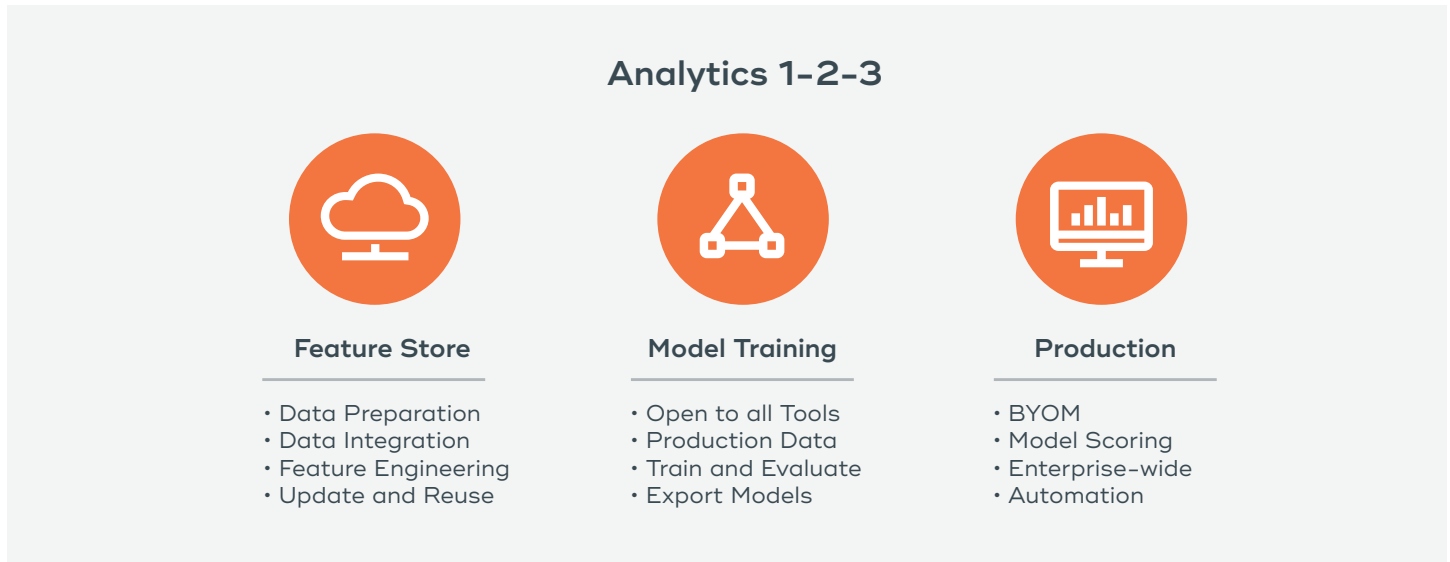 Analytics 1-2-3
Feature Store
• Data Preparation
• Data Integration
• Feature Engineering
• Update and Reuse
Model Training
• Open to all Tools
• Production Data
• Train and Evaluate
• Export Models
Production
• BYOM
• Model Scoring
• Enterprise-wide
• Automation